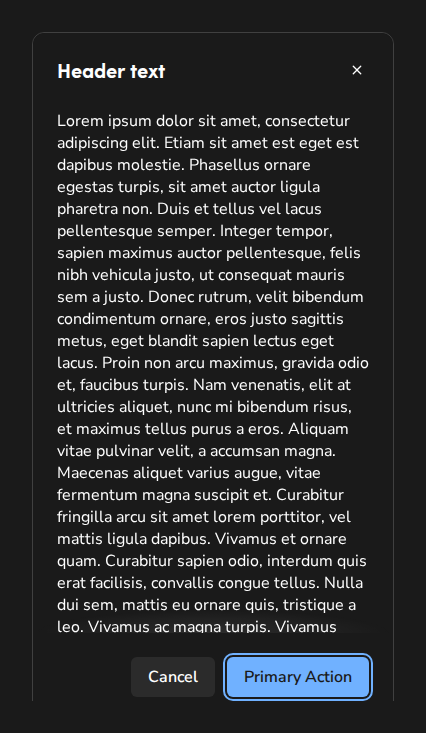 Header text
Lorem ipsum dolor sit amet, consectetur
adipiscing elit. Etiam sit amet est eget est
dapibus molestie. Phasellus ornare
egestas turpis, sit amet auctor ligula
pharetra non. Duis et tellus vel lacus
pellentesque semper. Integer tempor,
sapien maximus auctor pellentesque, felis
nibh vehicula justo, ut consequat mauris
sem a justo. Donec rutrum, velit bibendum
condimentum ornare, eros justo sagittis
metus, eget blandit sapien lectus eget
lacus. Proin non arcu maximus, gravida odio
et, faucibus turpis. Nam venenatis, elit at
ultricies aliquet, nunc mi bibendum risus,
et maximus tellus purus a eros. Aliquam
vitae pulvinar velit, a accumsan magna.
Maecenas aliquet varius augue, vitae
fermentum magna suscipit et. Curabitur
fringilla arcu sit amet lorem porttitor, vel
mattis ligula dapibus. Vivamus et ornare
quam. Curabitur sapien odio, interdum quis
erat facilisis, convallis congue tellus. Nulla
dui sem, mattis eu ornare quis, tristique a
leo. Vivamus ac magna turpis. Vivamus
Cancel Primary Action